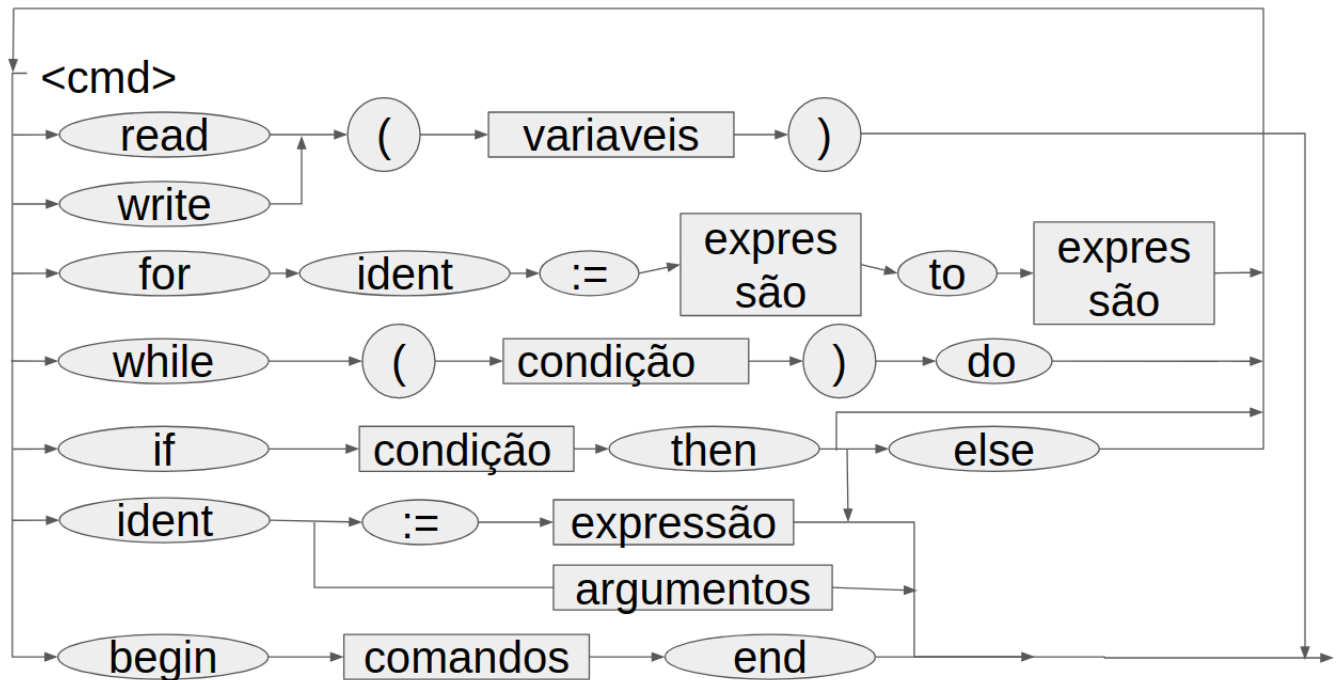 <cmd>
read ( variaveis )
write
for ident := expres são to expres são
while ( condição ) do
if condição then else
ident := expressão
argumentos
begin comandos end